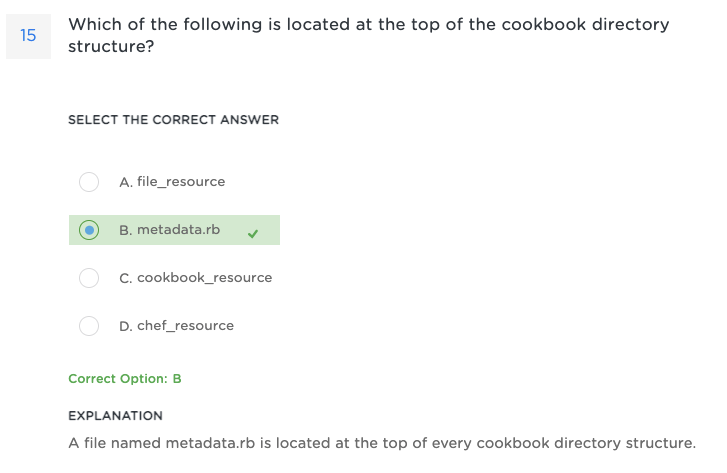 15
Which of the following is located at the top of the cookbook directory
structure?
SELECT THE CORRECT ANSWER
A. file_resource
B. metadata.rb
C. cookbook_resource
D. chef_resource
Correct Option: B
EXPLANATION
A file named metadata.rb is located at the top of every cookbook directory structure.